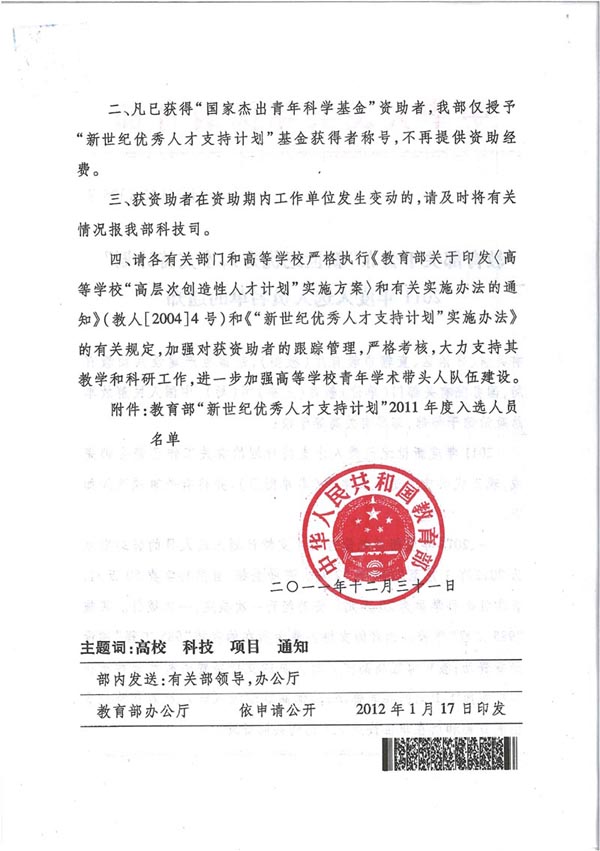 二、凡已获得“国家杰出青年科学基金”资助者,我部仅授予
“新世纪优秀人才支持计划”基金获得者称号,不再提供资助经
费。
三、获资助者在资助期内工作单位发生变动的,请及时将有关
情况报我部科技司。
四、请各有关部门和高等学校严格执行《教育部关于印发〈高
等学校“高层次创造性人才计划”实施方案〉和有关实施办法的通
知》(教人[2004]4号)和《“新世纪优秀人才支持计划”实施办法》
的有关规定,加强对获资助者的跟踪管理,严格考核,大力支持其
教学和科研工作,进一步加强高等学校青年学术带头人队伍建设。
附件:教育部“新世纪优秀人才支持计划”2011年度入选人员
名单
中华人民共和国教育部
二〇一一年十二月三十一日
主题词:高校 科技 项目 通知
部内发送:有关部领导,办公厅
教育部办公厅 依申请公开 2012年1月17日印发